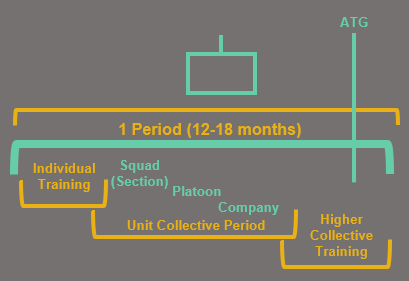 ATG
1 Period (12-18 months)
Individual
Training
Squad
(Section)
Platoon
Company
Unit Collective Period
Higher
Collective
Training